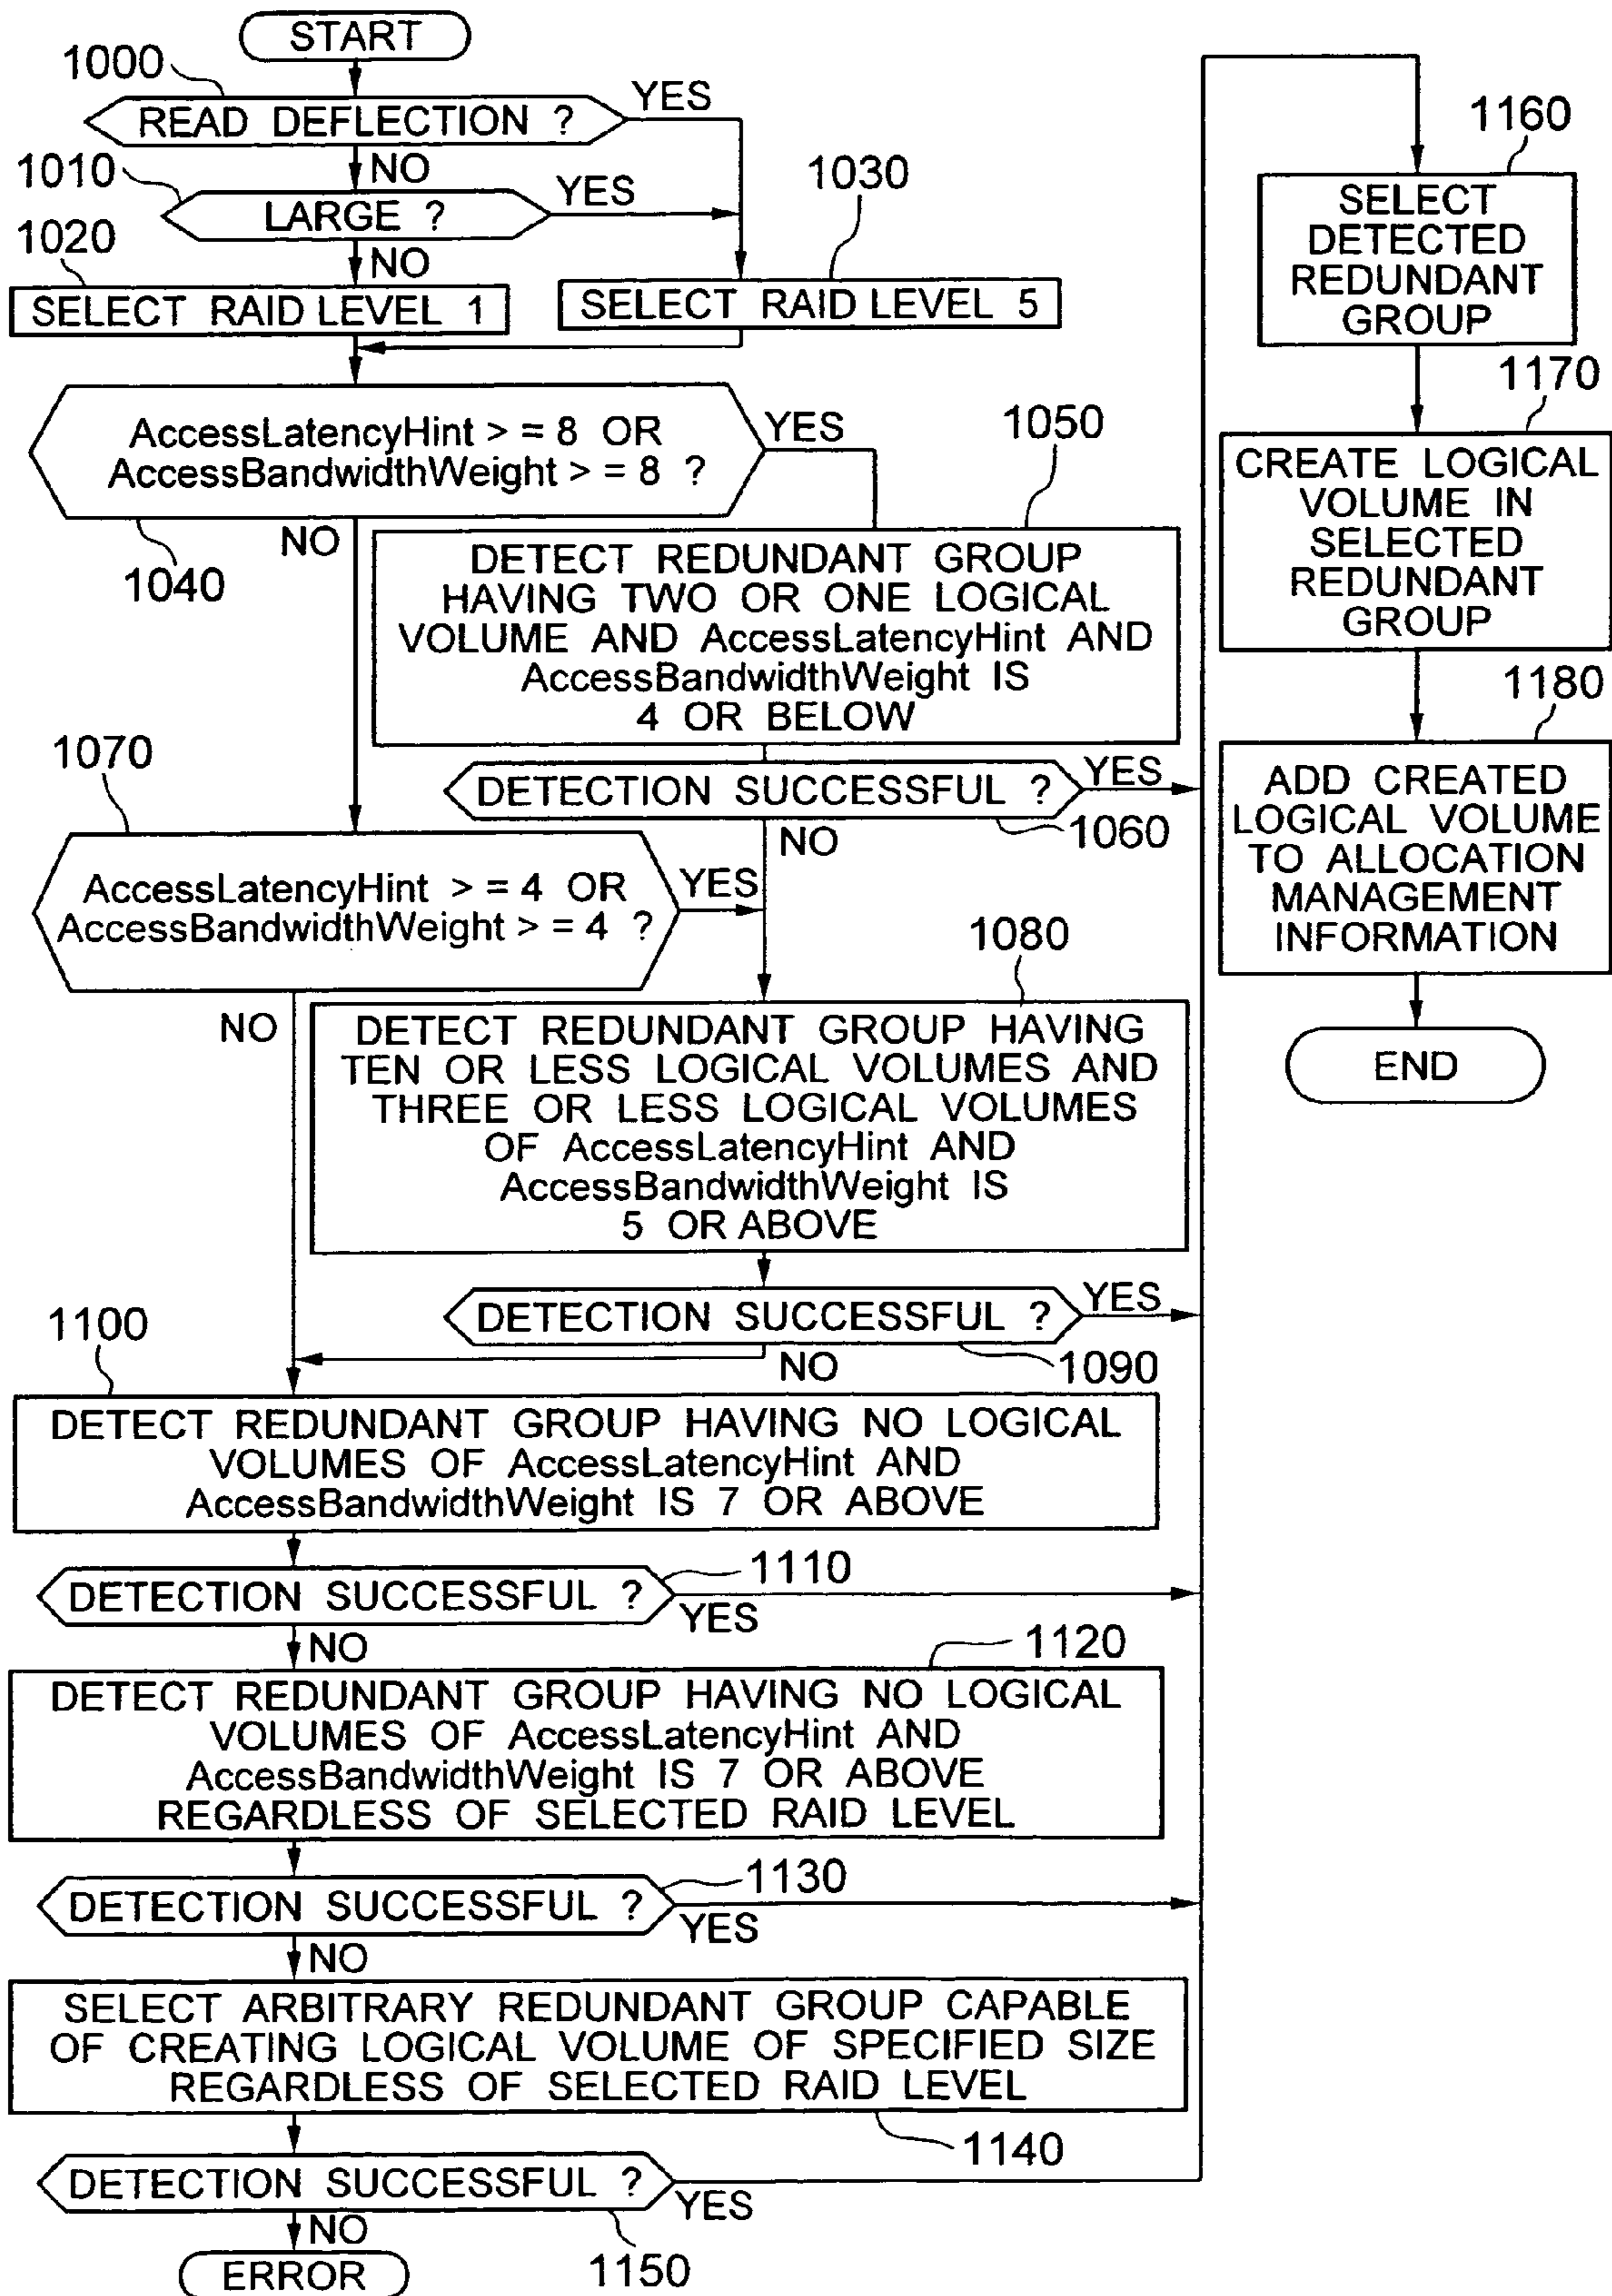 START
1000
READ DEFLECTION ?
YES
NO
1010
LARGE ?
YES
NO
1020
SELECT RAID LEVEL 1
1030
SELECT RAID LEVEL 5
AccessLatencyHint > = 8 OR
AccessBandwidthWeight > = 8 ?
YES
NO
1040
1050
DETECT REDUNDANT GROUP
HAVING TWO OR ONE LOGICAL
VOLUME AND AccessLatencyHint AND
AccessBandwidthWeight IS
4 OR BELOW
DETECTION SUCCESSFUL ?
YES
1060
NO
1070
AccessLatencyHint > = 4 OR
AccessBandwidthWeight > = 4 ?
YES
NO
1080
DETECT REDUNDANT GROUP HAVING
TEN OR LESS LOGICAL VOLUMES AND
THREE OR LESS LOGICAL VOLUMES
OF AccessLatencyHint AND
AccessBandwidthWeight IS
5 OR ABOVE
DETECTION SUCCESSFUL ?
YES
1090
NO
1100
DETECT REDUNDANT GROUP HAVING NO LOGICAL
VOLUMES OF AccessLatencyHint AND
AccessBandwidthWeight IS 7 OR ABOVE
DETECTION SUCCESSFUL ?
1110
YES
NO
1120
DETECT REDUNDANT GROUP HAVING NO LOGICAL
VOLUMES OF AccessLatencyHint AND
AccessBandwidthWeight IS 7 OR ABOVE
REGARDLESS OF SELECTED RAID LEVEL
DETECTION SUCCESSFUL ?
1130
YES
NO
SELECT ARBITRARY REDUNDANT GROUP CAPABLE
OF CREATING LOGICAL VOLUME OF SPECIFIED SIZE
REGARDLESS OF SELECTED RAID LEVEL
1140
DETECTION SUCCESSFUL ?
YES
NO
1150
ERROR
1160
SELECT
DETECTED
REDUNDANT
GROUP
1170
CREATE LOGICAL
VOLUME IN
SELECTED
REDUNDANT
GROUP
1180
ADD CREATED
LOGICAL VOLUME
TO ALLOCATION
MANAGEMENT
INFORMATION
END